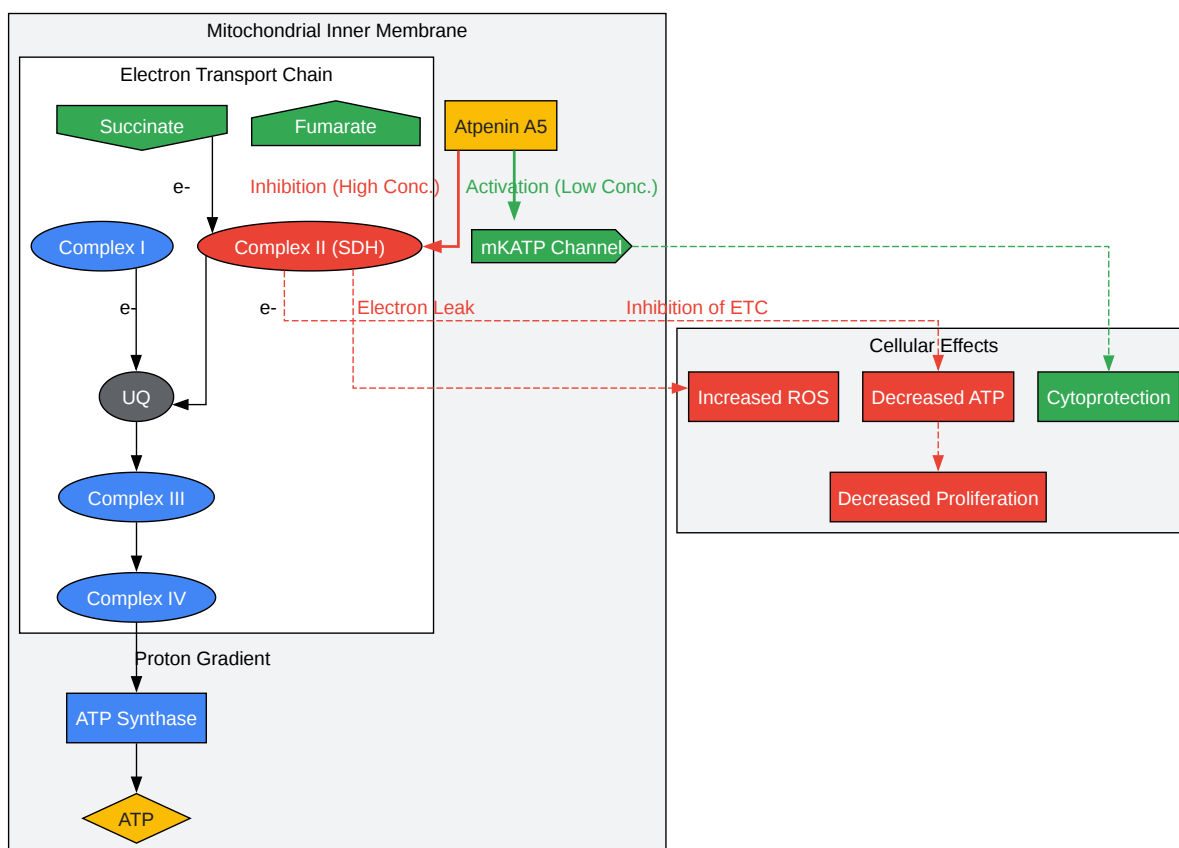 Mitochondrial Inner Membrane
Electron Transport Chain
Succinate
Fumarate
Atpenin A5
e-
Inhibition (High Conc.)
Activation (Low Conc.)
Complex I
Complex II (SDH)
mKATP Channel
e-
e-
Electron Leak
Inhibition of ETC
Cellular Effects
UQ
Increased ROS
Decreased ATP
Cytoprotection
Complex III
Decreased Proliferation
Complex IV
Proton Gradient
ATP Synthase
ATP